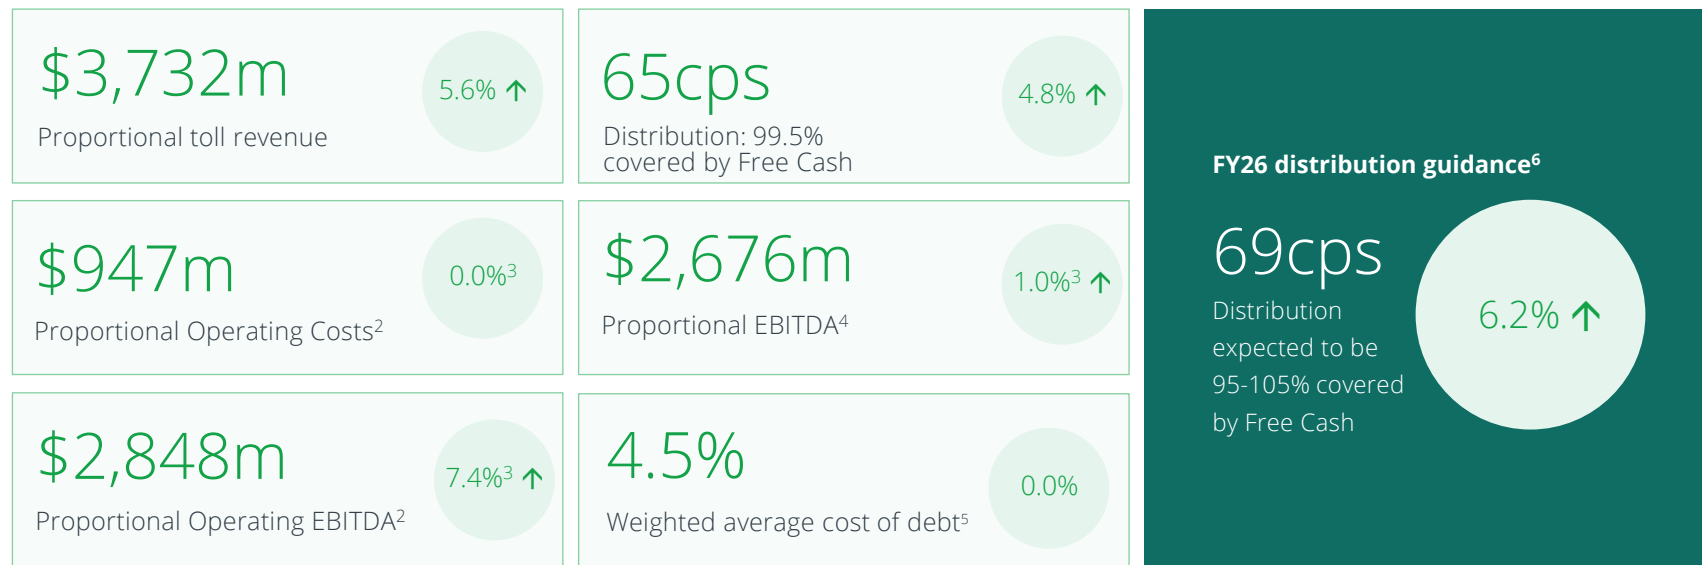 $3,732m
5.6% ↑
Proportional toll revenue
65cps
4.8% ↑
Distribution: 99.5%
covered by Free Cash
$947m
0.0%³
Proportional Operating Costs²
$2,676m
1.0%³ ↑
Proportional EBITDA⁴
$2,848m
7.4%³ ↑
Proportional Operating EBITDA²
4.5%
0.0%
Weighted average cost of debt⁵
FY26 distribution guidance⁶
69cps
Distribution
expected to be
95-105% covered
by Free Cash
6.2% ↑